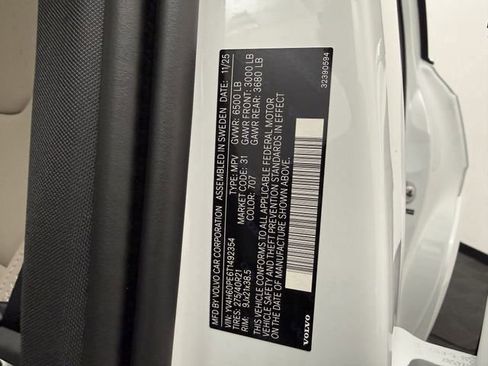 MFD BY VOLVO CAR CORPORATION ASSEMBLED IN SWEDEN DATE: 11/25
VIN: YV4H60PE6T1492354 TYPE: MPV GVWR: 6500 LB
TIRES: 275/40R21 MARKET CODE: 31 GAWR FRONT: 3000 LB
RIM: 9Jx21x38.5 COLOR: 707 GAWR REAR: 3680 LB
THIS VEHICLE CONFORMS TO ALL APPLICABLE FEDERAL MOTOR
VEHICLE SAFETY AND THEFT PREVENTION STANDARDS IN EFFECT
ON THE DATE OF MANUFACTURE SHOWN ABOVE.
VOLVO 32390594